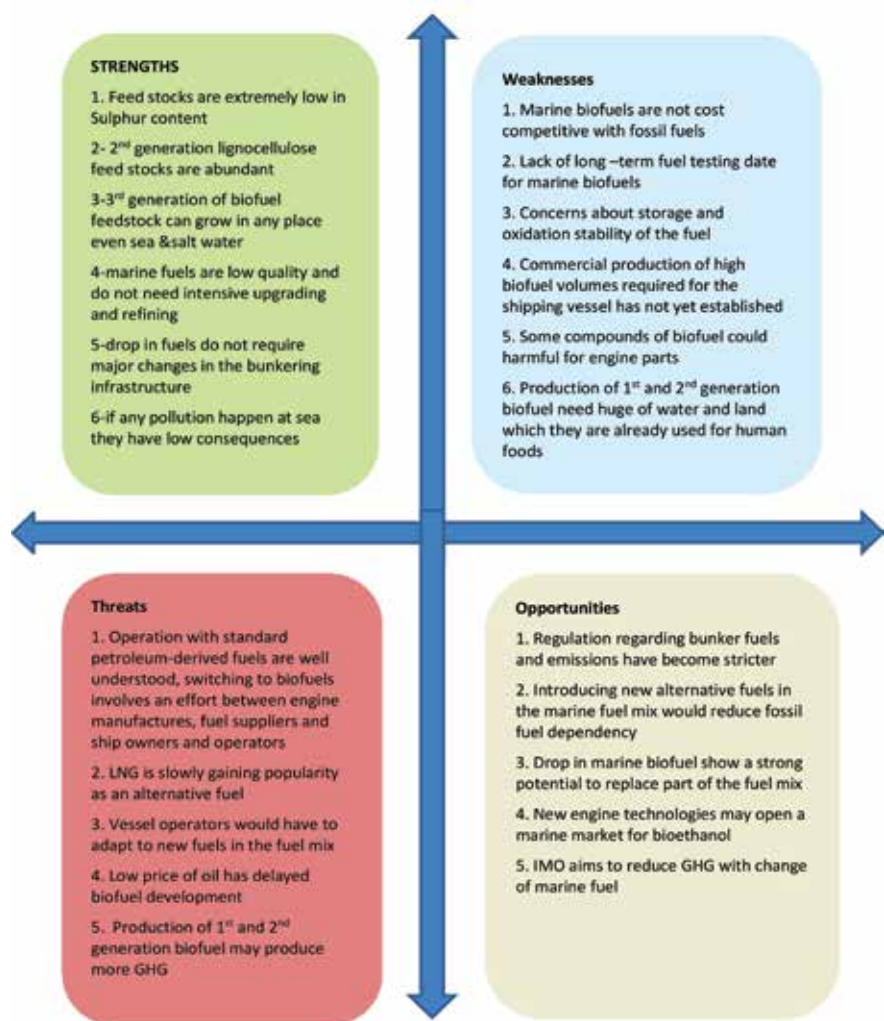 STRENGTHS
1. Feed stocks are extremely low in
Sulphur content
2- 2nd generation lignocellulose
feed stocks are abundant
3-3rd generation of biofuel
feedstock can grow in any place
even sea &salt water
4-marine fuels are low quality and
do not need intensive upgrading
and refining
5-drop in fuels do not require
major changes in the bunkering
infrastructure
6-if any pollution happen at sea
they have low consequences
Weaknesses
1. Marine biofuels are not cost
competitive with fossil fuels
2. Lack of long –term fuel testing date
for marine biofuels
3. Concerns about storage and
oxidation stability of the fuel
4. Commercial production of high
biofuel volumes required for the
shipping vessel has not yet established
5. Some compounds of biofuel could
harmful for engine parts
6. Production of 1st and 2nd generation
biofuel need huge of water and land
which they are already used for human
foods
Threats
1. Operation with standard
petroleum-derived fuels are well
understood, switching to biofuels
involves an effort between engine
manufactures, fuel suppliers and
ship owners and operators
2. LNG is slowly gaining popularity
as an alternative fuel
3. Vessel operators would have to
adapt to new fuels in the fuel mix
4. Low price of oil has delayed
biofuel development
5. Production of 1st and 2nd
generation biofuel may produce
more GHG
Opportunities
1. Regulation regarding bunker fuels
and emissions have become stricter
2. Introducing new alternative fuels in
the marine fuel mix would reduce fossil
fuel dependency
3. Drop in marine biofuel show a strong
potential to replace part of the fuel mix
4. New engine technologies may open a
marine market for bioethanol
5. IMO aims to reduce GHG with change
of marine fuel